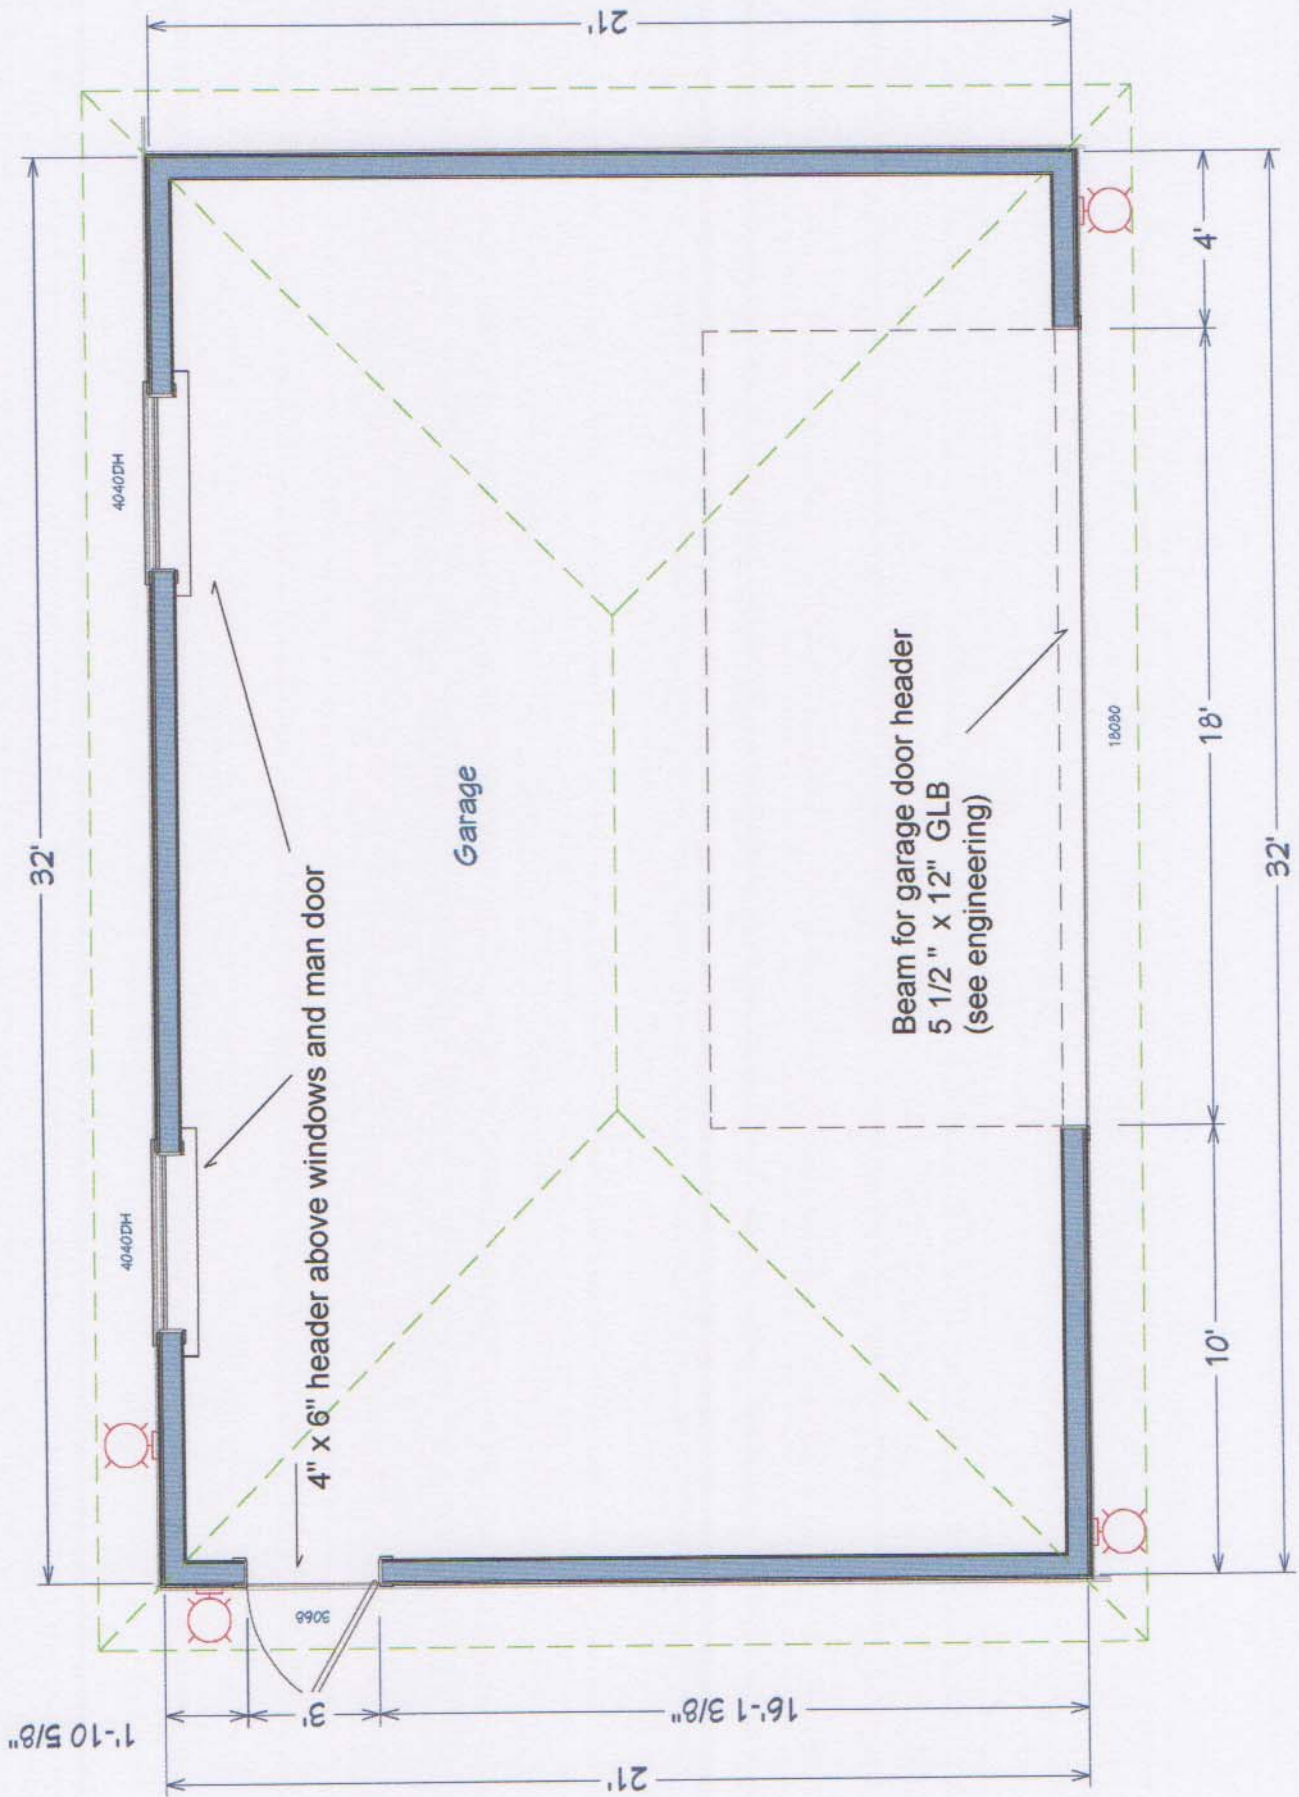 32'
21'
4040DH
4040DH
4" x 6" header above windows and man door
Garage
Beam for garage door header
5 1/2 " x 12" GLB
(see engineering)
18080
3068
1'-10 5/8"
3'
16'-1 3/8"
21'
10'
18'
4'
32'